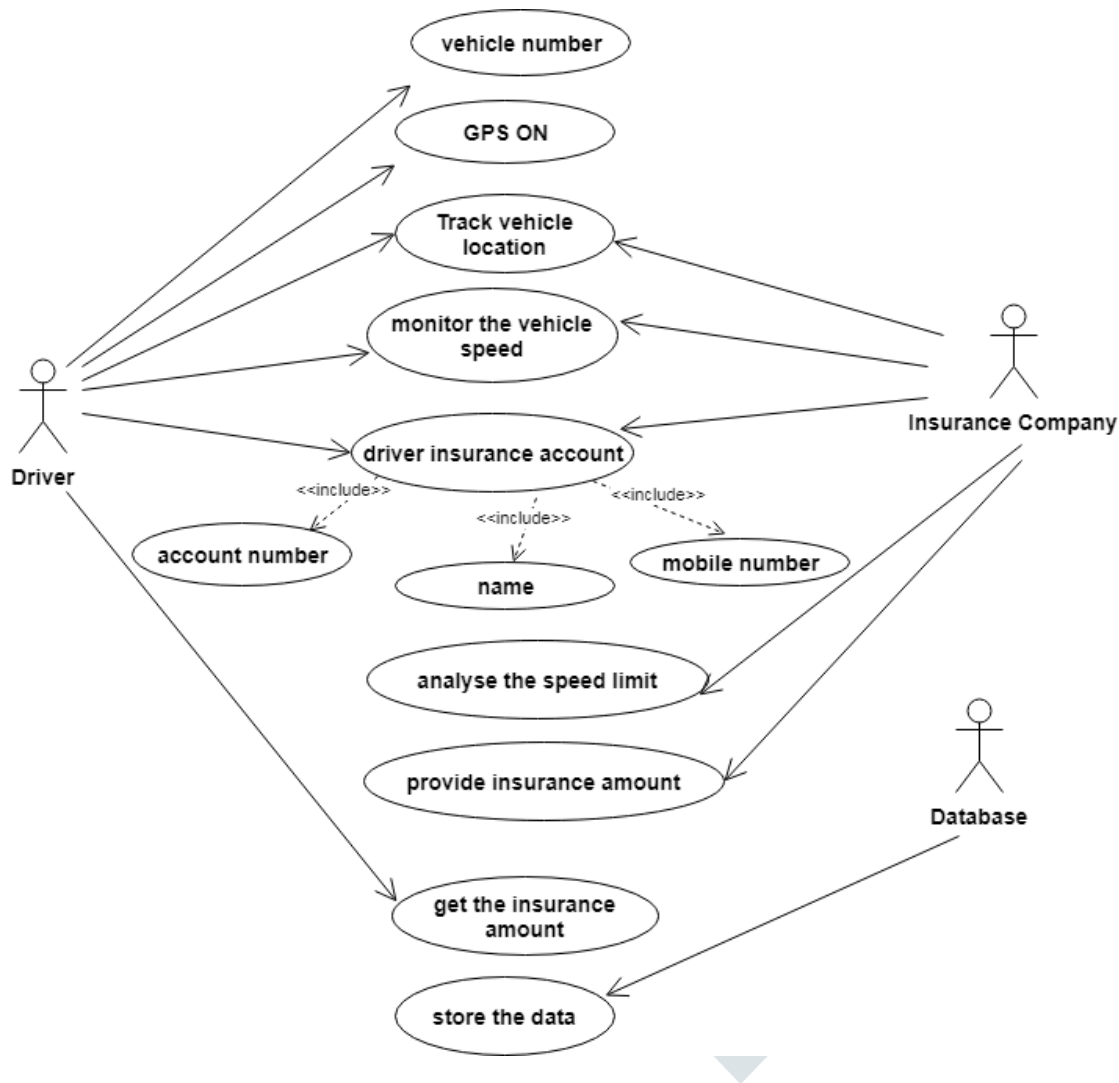 vehicle number
GPS ON
Track vehicle
location
monitor the vehicle
speed
Insurance Company
driver insurance account
Driver
<<include>>
<<include>>
<<include>>
account number
name
mobile number
analyse the speed limit
provide insurance amount
Database
get the insurance
amount
store the data